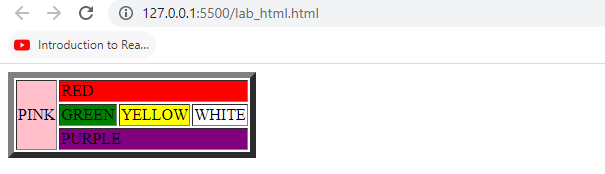 127.0.0.1:5500/lab_html.html
Introduction to Rea...
RED
PINK GREEN YELLOW WHITE
PURPLE